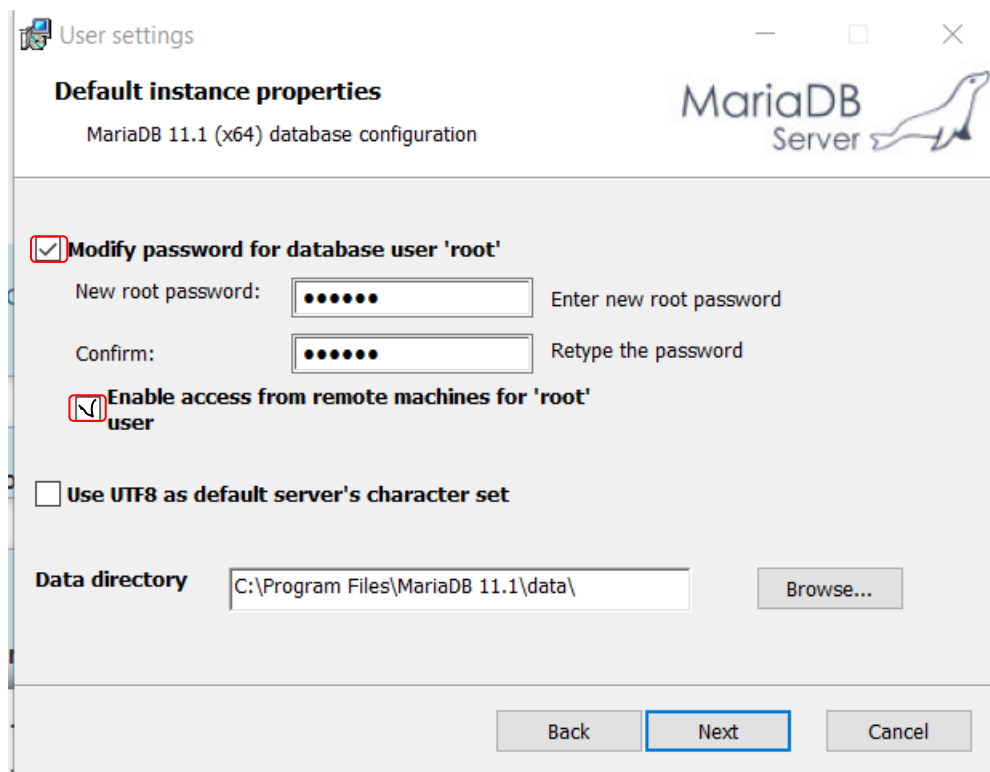 User settings
Default instance properties
MariaDB 11.1 (x64) database configuration
MariaDB
Server
Modify password for database user 'root'
New root password: ●●●●●● Enter new root password
Confirm: ●●●●●● Retype the password
Enable access from remote machines for 'root'
user
Use UTF8 as default server's character set
Data directory C:\Program Files\MariaDB 11.1\data\ Browse...
Back Next Cancel